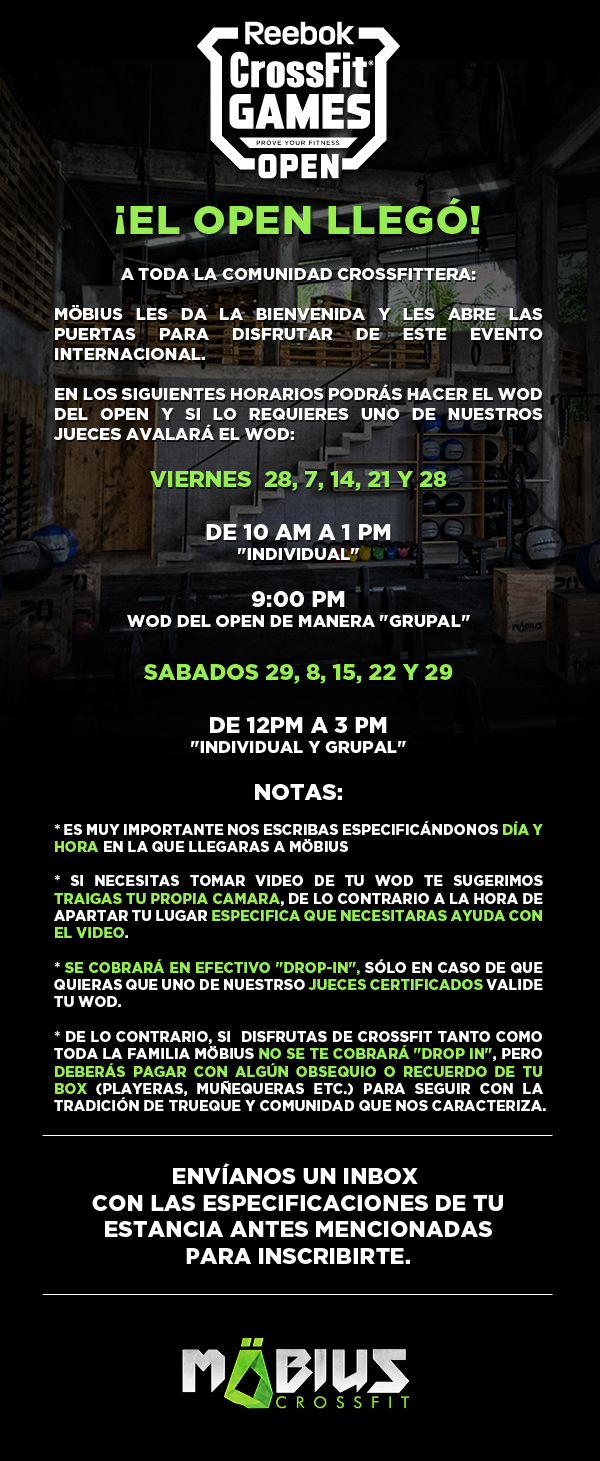 Reebok
CrossFit®
GAMES
PROVE YOUR FITNESS
OPEN
¡EL OPEN LLEGÓ!
A TODA LA COMUNIDAD CROSSFITTERA:
MÖBIUS LES DA LA BIENVENIDA Y LES ABRE LAS
PUERTAS PARA DISFRUTAR DE ESTE EVENTO
INTERNACIONAL.
EN LOS SIGUIENTES HORARIOS PODRÁS HACER EL WOD
DEL OPEN Y SI LO REQUIERES UNO DE NUESTROS
JUECES AVALARÁ EL WOD:
VIERNES 28, 7, 14, 21 Y 28
DE 10 AM A 1 PM
"INDIVIDUAL"
9:00 PM
WOD DEL OPEN DE MANERA "GRUPAL"
SABADOS 29, 8, 15, 22 Y 29
DE 12PM A 3 PM
"INDIVIDUAL Y GRUPAL"
NOTAS:
* ES MUY IMPORTANTE NOS ESCRIBAS ESPECIFICÁNDONOS DÍA Y
HORA EN LA QUE LLEGARAS A MÖBIUS
* SI NECESITAS TOMAR VIDEO DE TU WOD TE SUGERIMOS
TRAIGAS TU PROPIA CAMARA, DE LO CONTRARIO A LA HORA DE
APARTAR TU LUGAR ESPECIFICA QUE NECESITARAS AYUDA CON
EL VIDEO.
* SE COBRARÁ EN EFECTIVO "DROP-IN", SÓLO EN CASO DE QUE
QUIERAS QUE UNO DE NUESTRSO JUECES CERTIFICADOS VALIDE
TU WOD.
* DE LO CONTRARIO, SI DISFRUTAS DE CROSSFIT TANTO COMO
TODA LA FAMILIA MÖBIUS NO SE TE COBRARÁ "DROP IN", PERO
DEBERÁS PAGAR CON ALGÚN OBSEQUIO O RECUERDO DE TU
BOX (PLAYERAS, MUÑEQUERAS ETC.) PARA SEGUIR CON LA
TRADICIÓN DE TRUEQUE Y COMUNIDAD QUE NOS CARACTERIZA.
ENVÍANOS UN INBOX
CON LAS ESPECIFICACIONES DE TU
ESTANCIA ANTES MENCIONADAS
PARA INSCRIBIRTE.
MÖBIUS
CROSSFIT